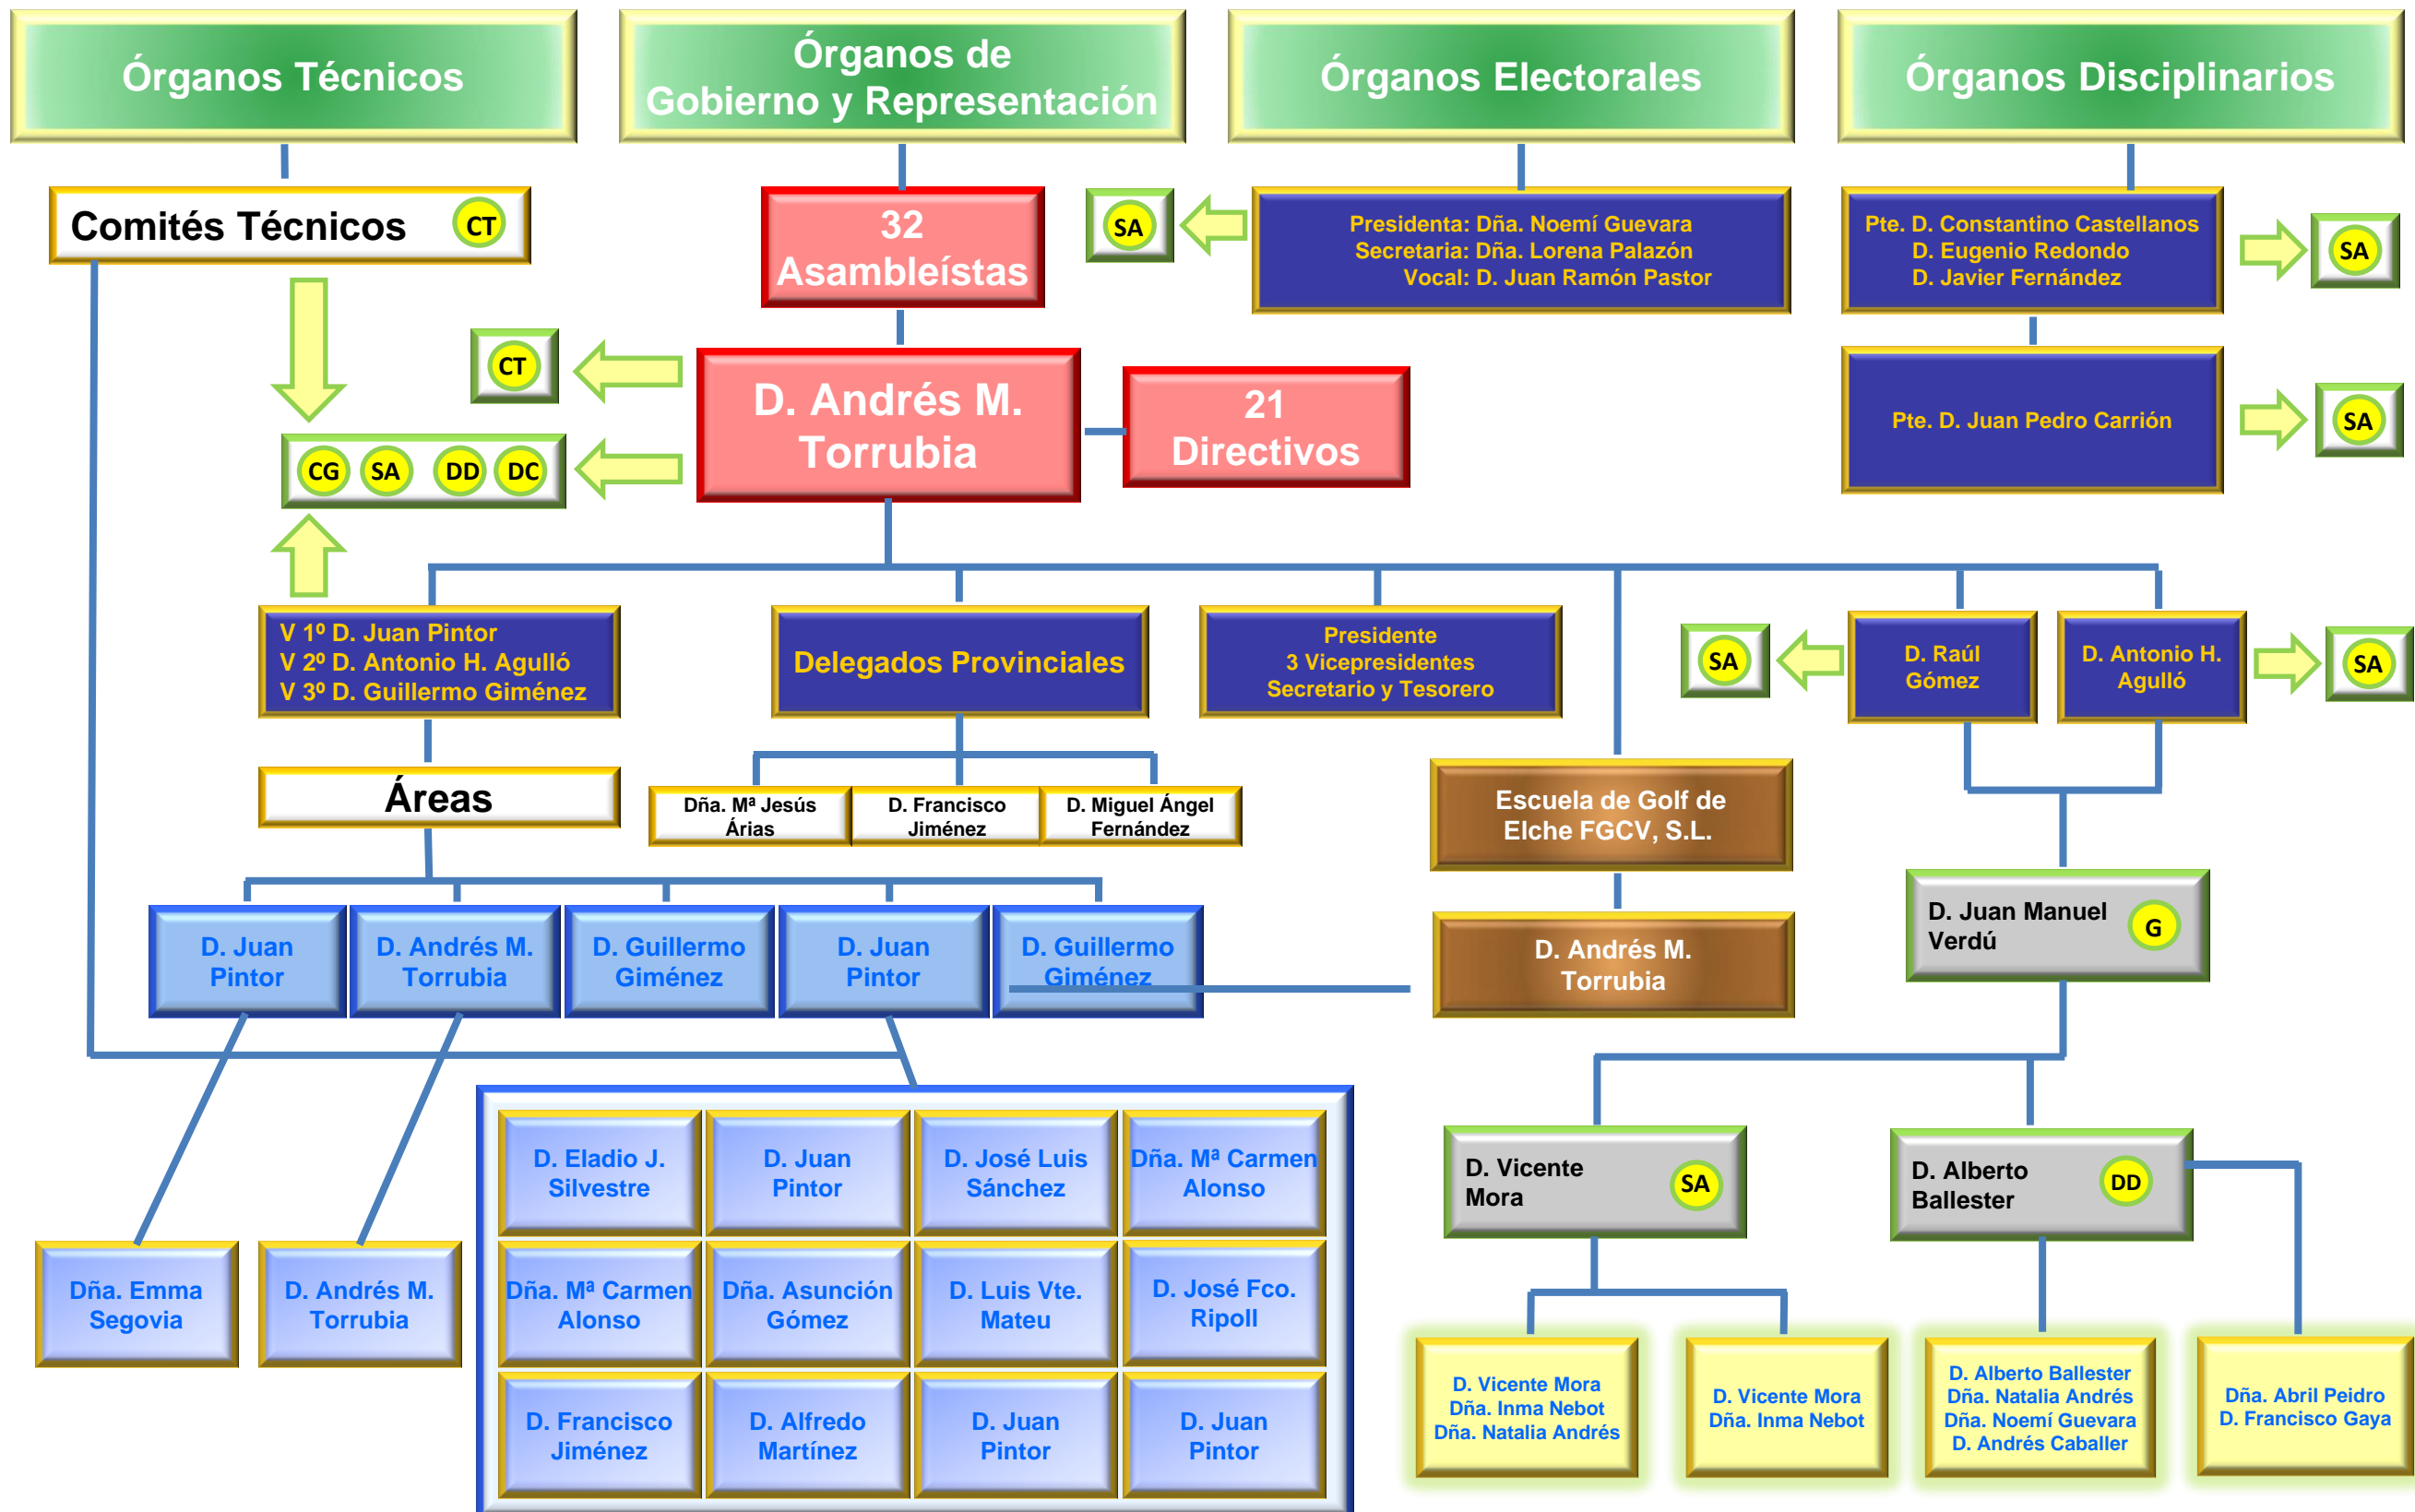 Órganos Técnicos
Órganos de
Gobierno y Representación
Órganos Electorales
Órganos Disciplinarios
Comités Técnicos
CT
32
Asambleístas
SA
Presidenta: Dña. Noemí Guevara
Secretaria: Dña. Lorena Palazón
Vocal: D. Juan Ramón Pastor
Pte. D. Constantino Castellanos
D. Eugenio Redondo
D. Javier Fernández
SA
CT
D. Andrés M.
Torrubia
21
Directivos
Pte. D. Juan Pedro Carrión
SA
CG SA DD DC
V 1º D. Juan Pintor
V 2º D. Antonio H. Agulló
V 3º D. Guillermo Giménez
Delegados Provinciales
Presidente
3 Vicepresidentes
Secretario y Tesorero
SA
D. Raúl
Gómez
D. Antonio H.
Agulló
SA
Áreas
Dña. Mª Jesús
Árias
D. Francisco
Jiménez
D. Miguel Ángel
Fernández
Escuela de Golf de
Elche FGCV, S.L.
D. Juan
Pintor
D. Andrés M.
Torrubia
D. Guillermo
Giménez
D. Juan
Pintor
D. Guillermo
Giménez
D. Andrés M.
Torrubia
D. Juan Manuel
Verdú
G
D. Eladio J.
Silvestre
D. Juan
Pintor
D. José Luis
Sánchez
Dña. Mª Carmen
Alonso
D. Vicente
Mora
SA
D. Alberto
Ballester
DD
Dña. Emma
Segovia
D. Andrés M.
Torrubia
Dña. Mª Carmen
Alonso
Dña. Asunción
Gómez
D. Luis Vte.
Mateu
D. José Fco.
Ripoll
D. Francisco
Jiménez
D. Alfredo
Martínez
D. Juan
Pintor
D. Juan
Pintor
D. Vicente Mora
Dña. Inma Nebot
Dña. Natalia Andrés
D. Vicente Mora
Dña. Inma Nebot
D. Alberto Ballester
Dña. Natalia Andrés
Dña. Noemí Guevara
D. Andrés Caballer
Dña. Abril Peidro
D. Francisco Gaya